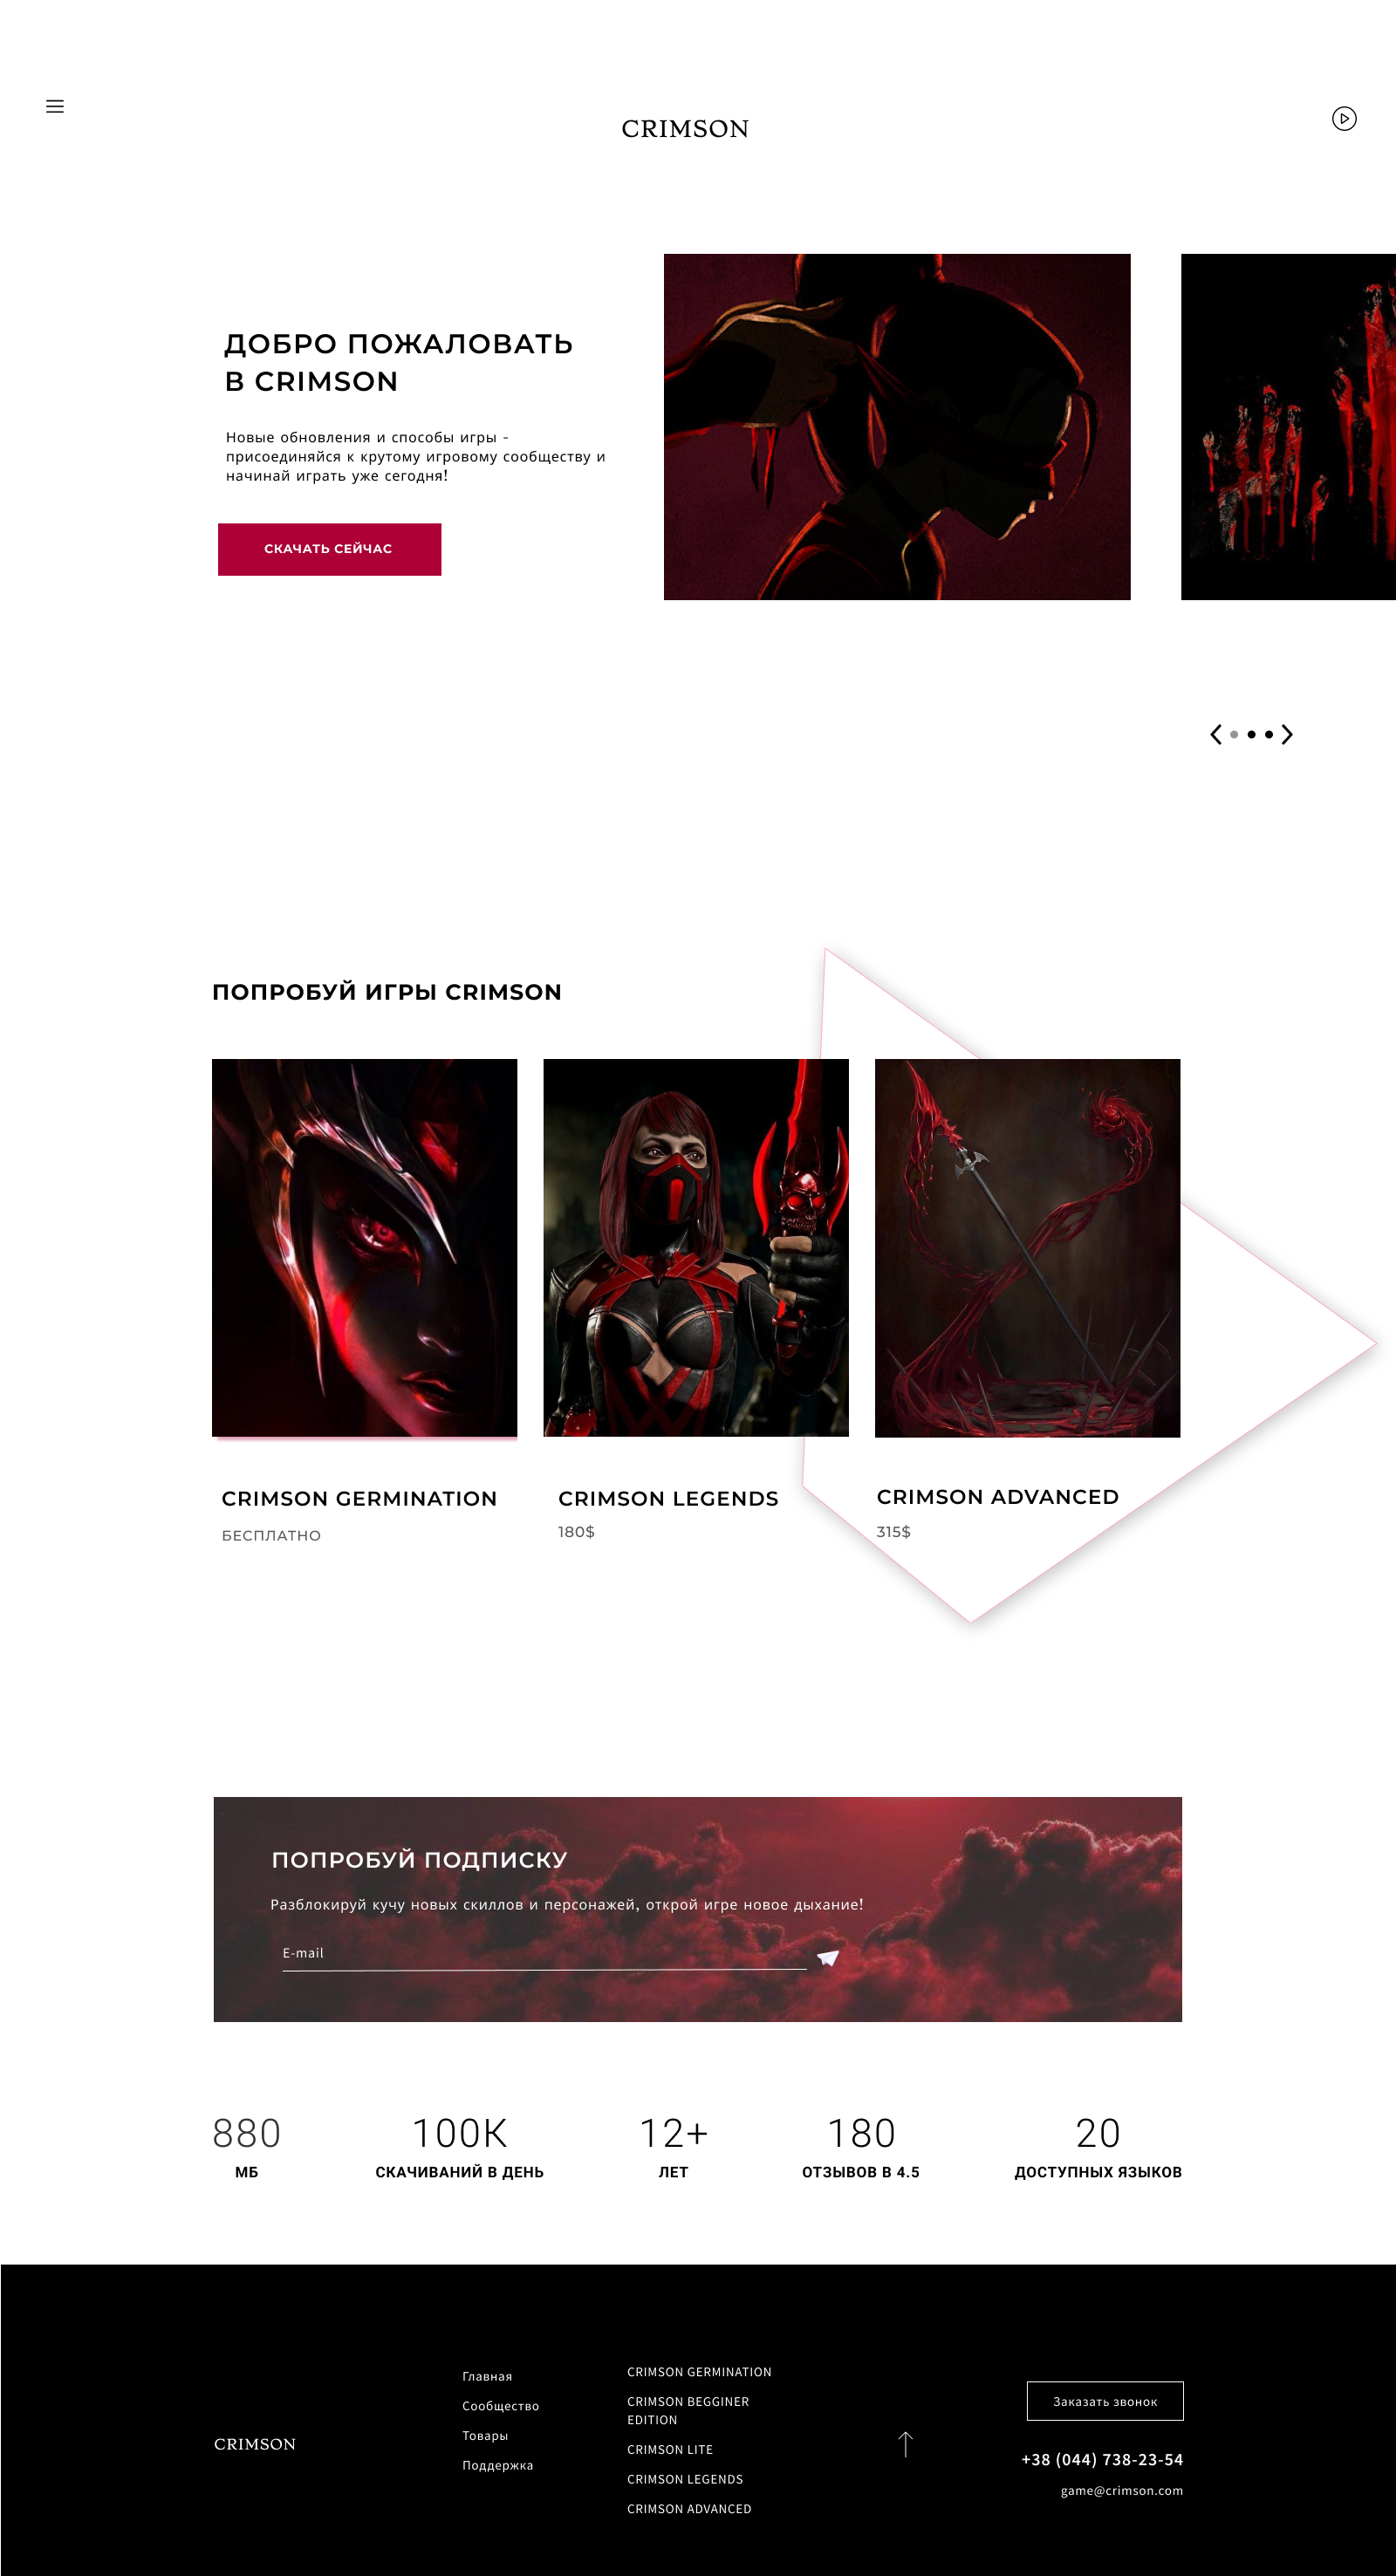 CRIMSON
ДОБРО ПОЖАЛОВАТЬ
В CRIMSON
Новые обновления и способы игры -
присоединяйся к крутому игровому сообществу и
начинай играть уже сегодня!
СКАЧАТЬ СЕЙЧАС
ПОПРОБУЙ ИГРЫ CRIMSON
CRIMSON GERMINATION
БЕСПЛАТНО
CRIMSON LEGENDS
180$
CRIMSON ADVANCED
315$
ПОПРОБУЙ ПОДПИСКУ
Разблокируй кучу новых скиллов и персонажей, открой игре новое дыхание!
E-mail
880
МБ
100К
СКАЧИВАНИЙ В ДЕНЬ
12+
ЛЕТ
180
ОТЗЫВОВ В 4.5
20
ДОСТУПНЫХ ЯЗЫКОВ
CRIMSON
Главная
Сообщество
Товары
Поддержка
CRIMSON GERMINATION
CRIMSON BEGGINER
EDITION
CRIMSON LITE
CRIMSON LEGENDS
CRIMSON ADVANCED
Заказать звонок
+38 (044) 738-23-54
game@crimson.com